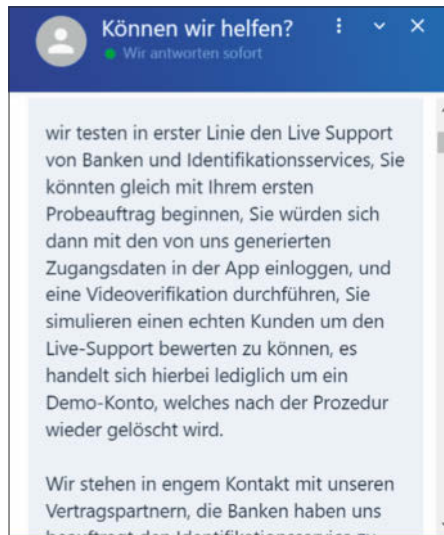 Können wir helfen?
Wir antworten sofort
wir testen in erster Linie den Live Support
von Banken und Identifikationsservices, Sie
könnten gleich mit Ihrem ersten
Probeauftrag beginnen, Sie würden sich
dann mit den von uns generierten
Zugangsdaten in der App einloggen, und
eine Videoverifikation durchführen, Sie
simulieren einen echten Kunden um den
Live-Support bewerten zu können, es
handelt sich hierbei lediglich um ein
Demo-Konto, welches nach der Prozedur
wieder gelöscht wird.
Wir stehen in engem Kontakt mit unseren
Vertragspartnern, die Banken haben uns
beauftragt den Identifikationsservice zu